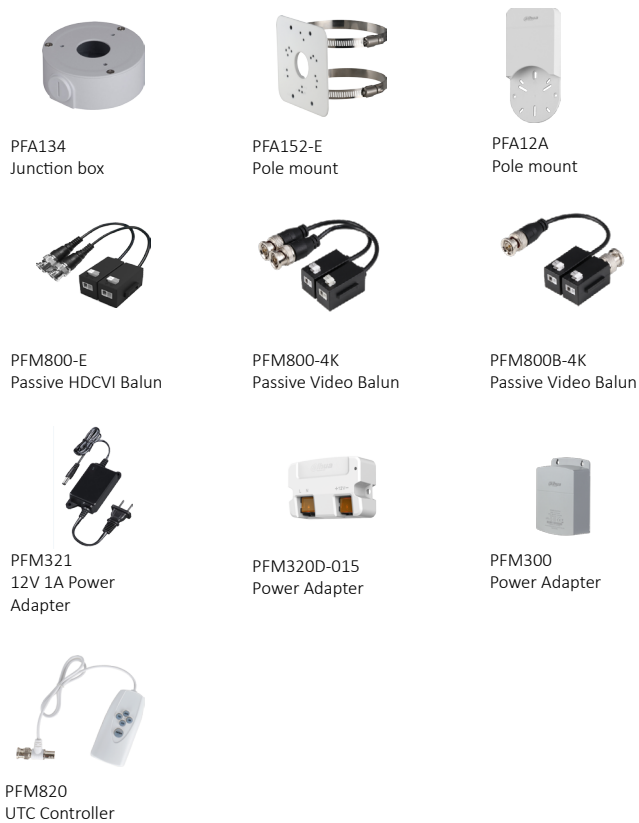 PFA134
Junction box
PFA152-E
Pole mount
PFA12A
Pole mount
PFM800-E
Passive HDCVI Balun
PFM800-4K
Passive Video Balun
PFM800B-4K
Passive Video Balun
PFM321
12V 1A Power
Adapter
PFM320D-015
Power Adapter
PFM300
Power Adapter
PFM820
UTC Controller